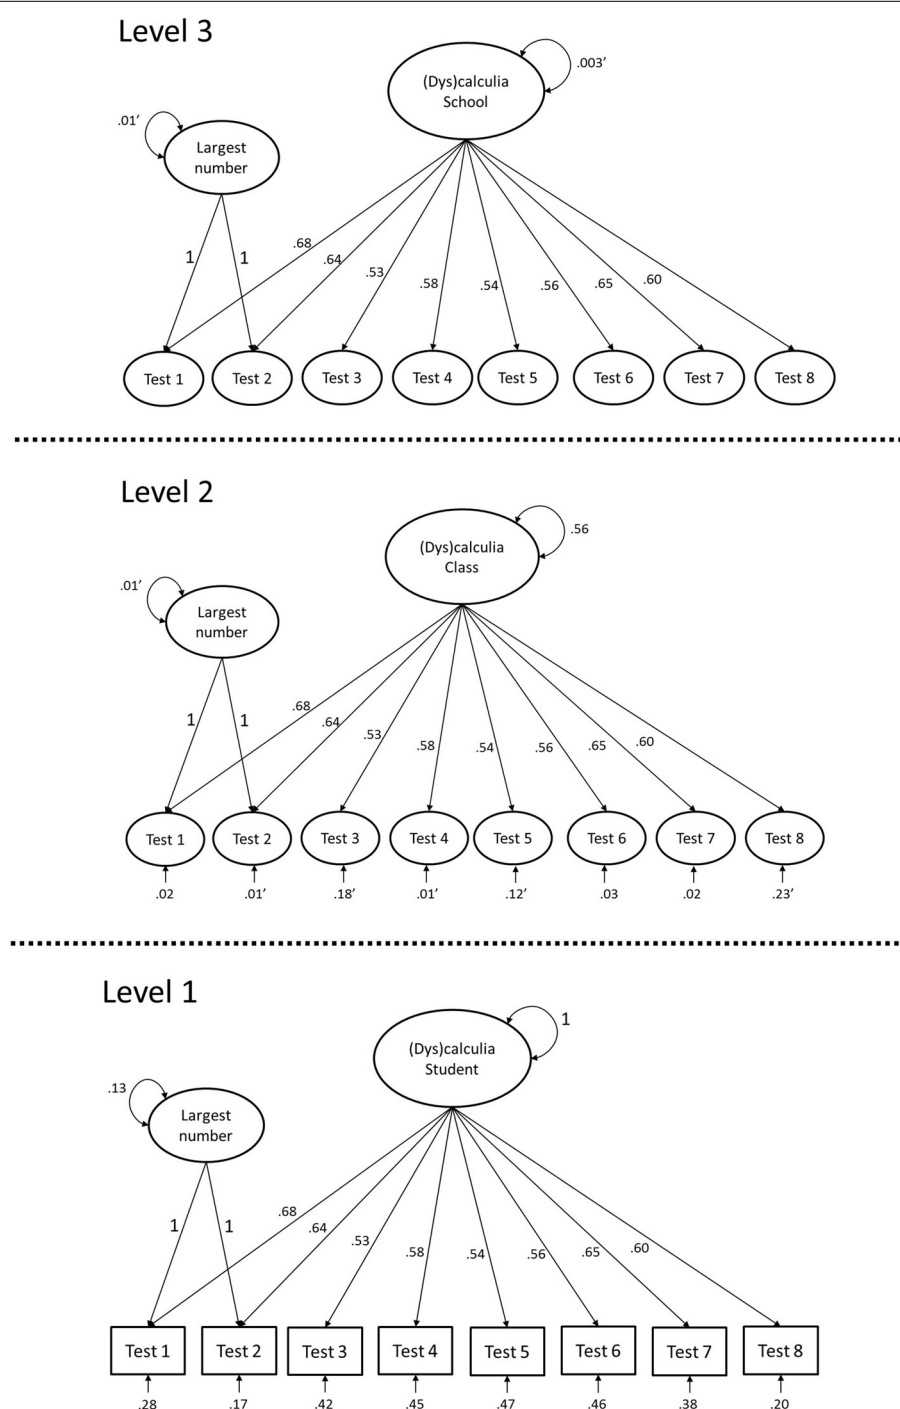 Level 3
(Dys)calculia
School
.003’
.01’
Largest
number
1
1
.68
.64
.53
.58
.54
.56
.65
.60
Test 1
Test 2
Test 3
Test 4
Test 5
Test 6
Test 7
Test 8
Level 2
(Dys)calculia
Class
.56
.01’
Largest
number
1
1
.68
.64
.53
.58
.54
.56
.65
.60
Test 1
Test 2
Test 3
Test 4
Test 5
Test 6
Test 7
Test 8
.02
.01’
.18’
.01’
.12’
.03
.02
.23’
Level 1
(Dys)calculia
Student
1
.13
Largest
number
1
1
.68
.64
.53
.58
.54
.56
.65
.60
Test 1
Test 2
Test 3
Test 4
Test 5
Test 6
Test 7
Test 8
.28
.17
.42
.45
.47
.46
.38
.20